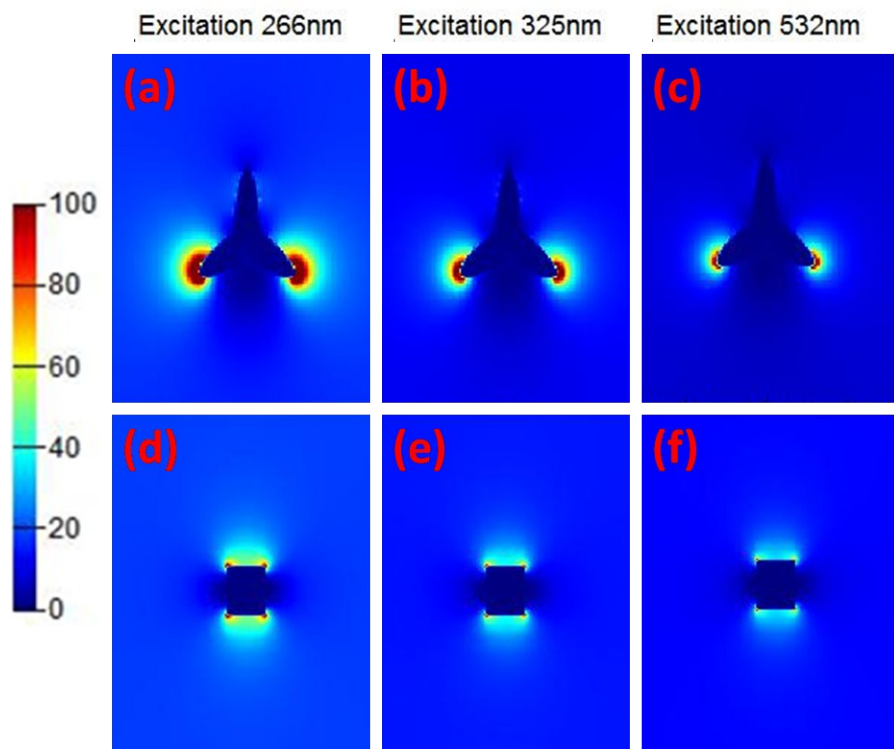 Excitation 266nm
Excitation 325nm
Excitation 532nm
(a)
(b)
(c)
100
80
60
40
20
0
(d)
(e)
(f)